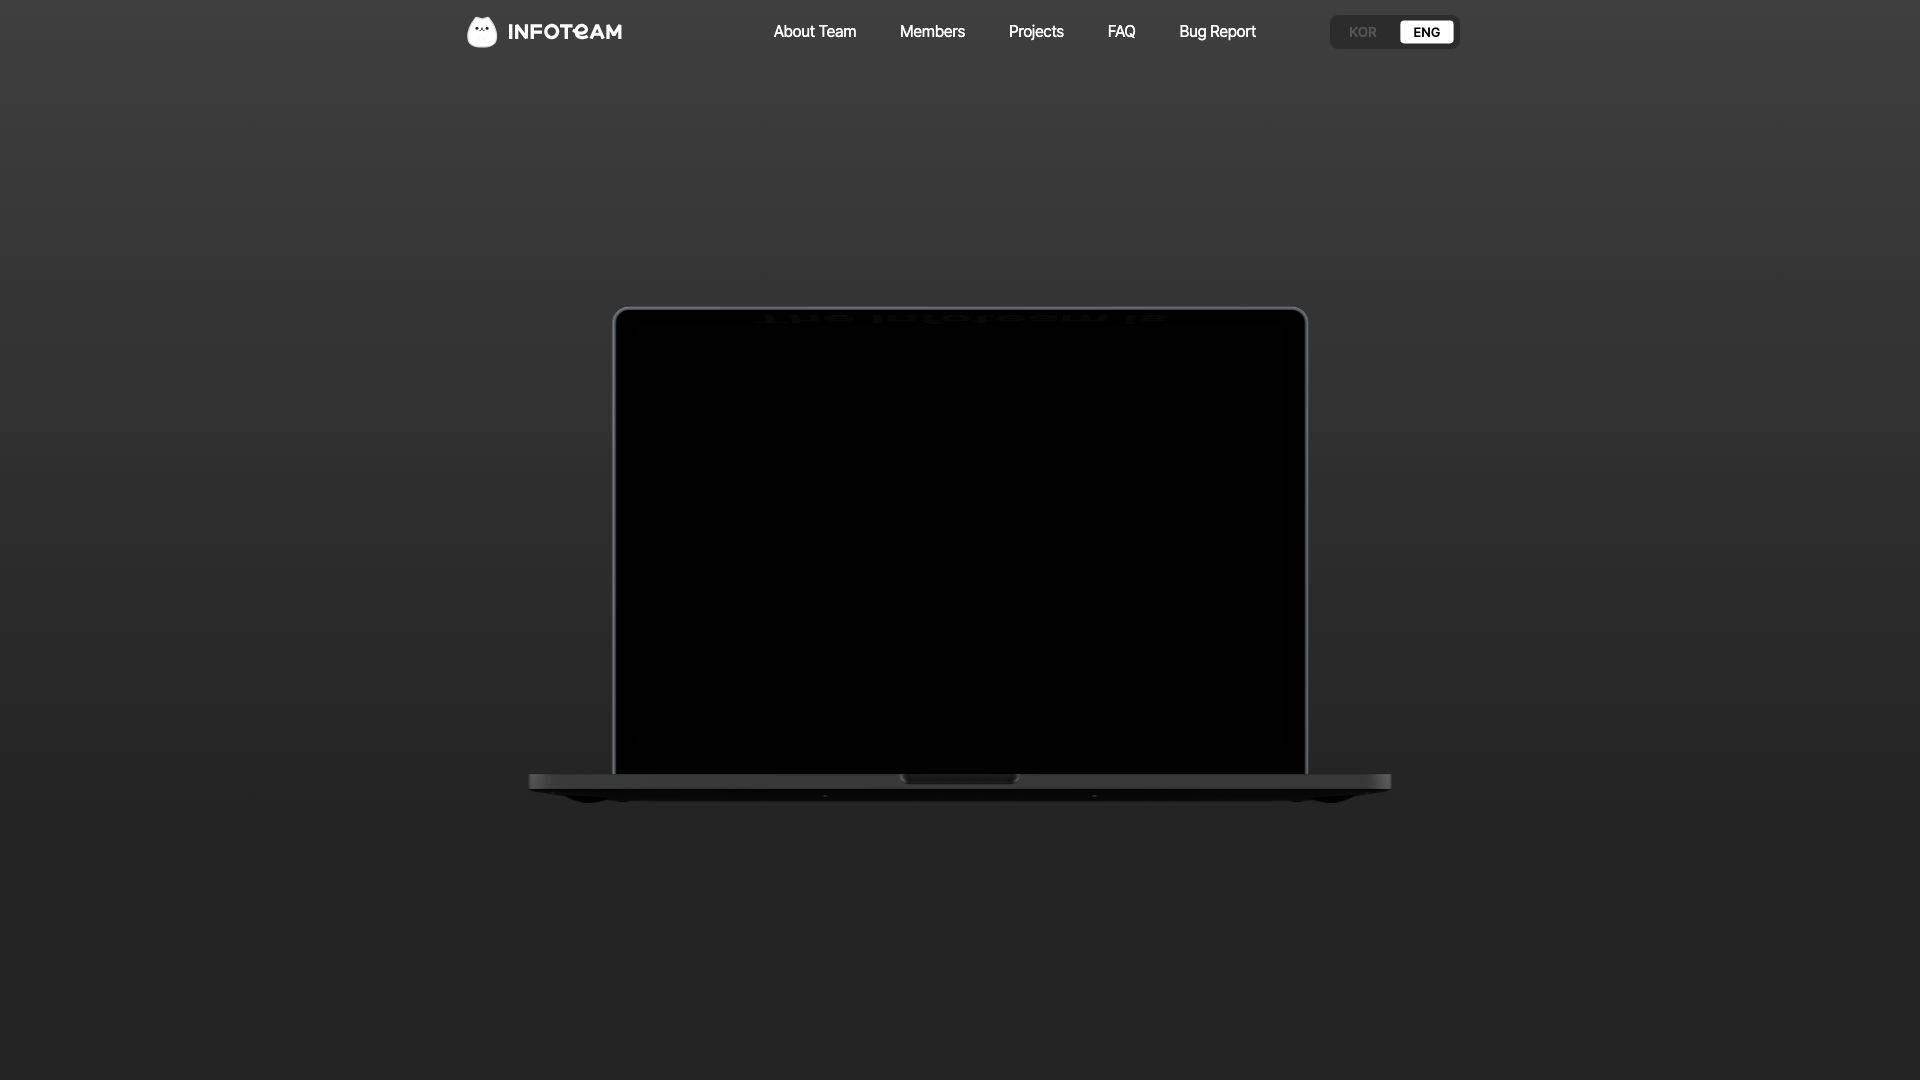 INFOTEAM
About Team
Members
Projects
FAQ
Bug Report
KOR
ENG